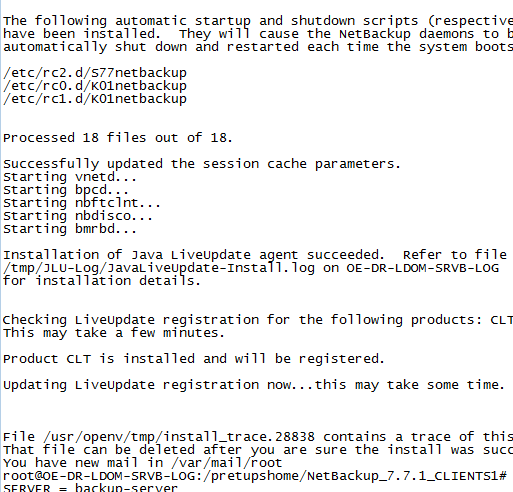 The following automatic startup and shutdown scripts (respective
have been installed.  They will cause the NetBackup daemons to b
automatically shut down and restarted each time the system boots
/etc/rc2.d/S77netbackup
/etc/rc0.d/K01netbackup
/etc/rc1.d/K01netbackup
Processed 18 files out of 18.
Successfully updated the session cache parameters.
Starting vnetd...
Starting bpcd...
Starting nbftclnt...
Starting nbdisco...
Starting bmrbd...
Installation of Java LiveUpdate agent succeeded.  Refer to file
/tmp/JLU-Log/JavaLiveUpdate-Install.log on OE-DR-LDOM-SRVB-LOG
for installation details.
Checking LiveUpdate registration for the following products: CLT
This may take a few minutes.
Product CLT is installed and will be registered.
Updating LiveUpdate registration now...this may take some time.
File /usr/openv/tmp/install_trace.28838 contains a trace of this
That file can be deleted after you are sure the install was succ
You have new mail in /var/mail/root
root@OE-DR-LDOM-SRVB-LOG:/pretupshome/NetBackup_7.7.1_CLIENTS1#
SERVER = backup-server